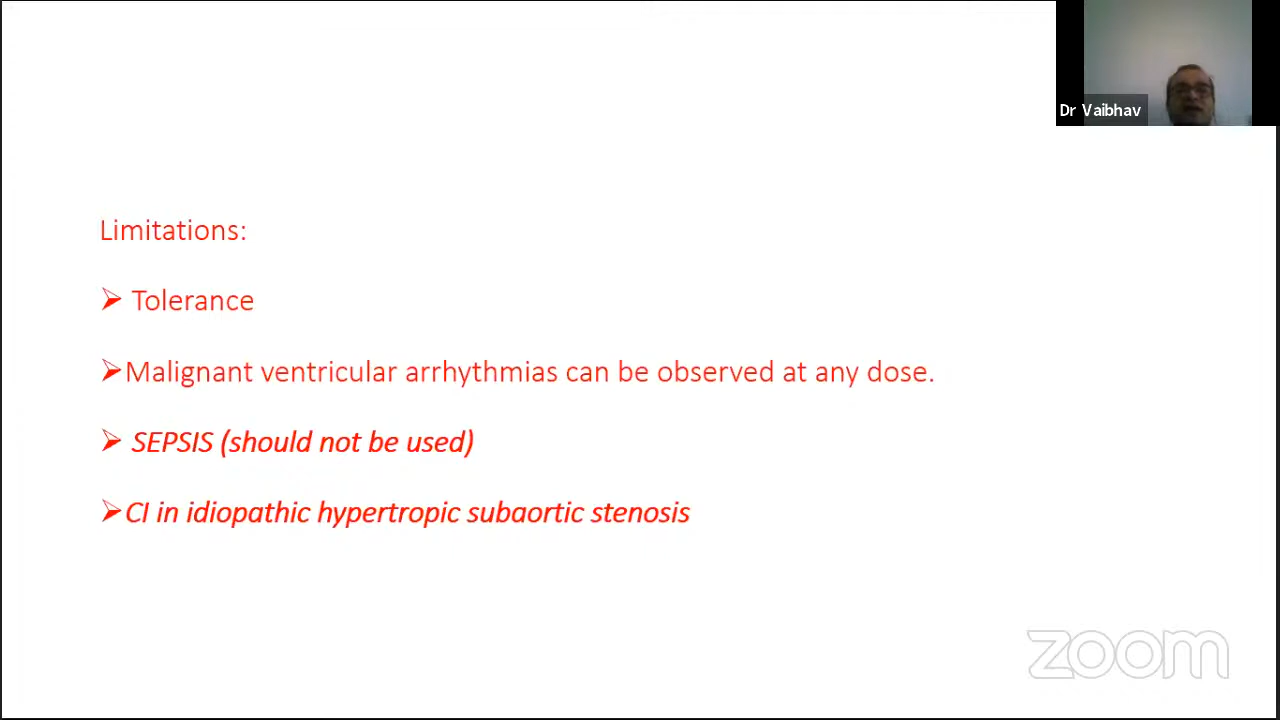 Dr Vaibhav
Limitations:
➢ Tolerance
➢Malignant ventricular arrhythmias can be observed at any dose.
➢ SEPSIS (should not be used)
➢CI in idiopathic hypertropic subaortic stenosis
zoom